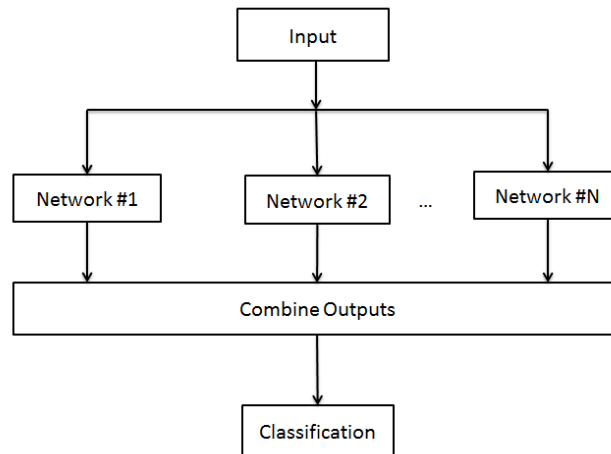 Input
Network #1
Network #2
...
Network #N
Combine Outputs
Classification